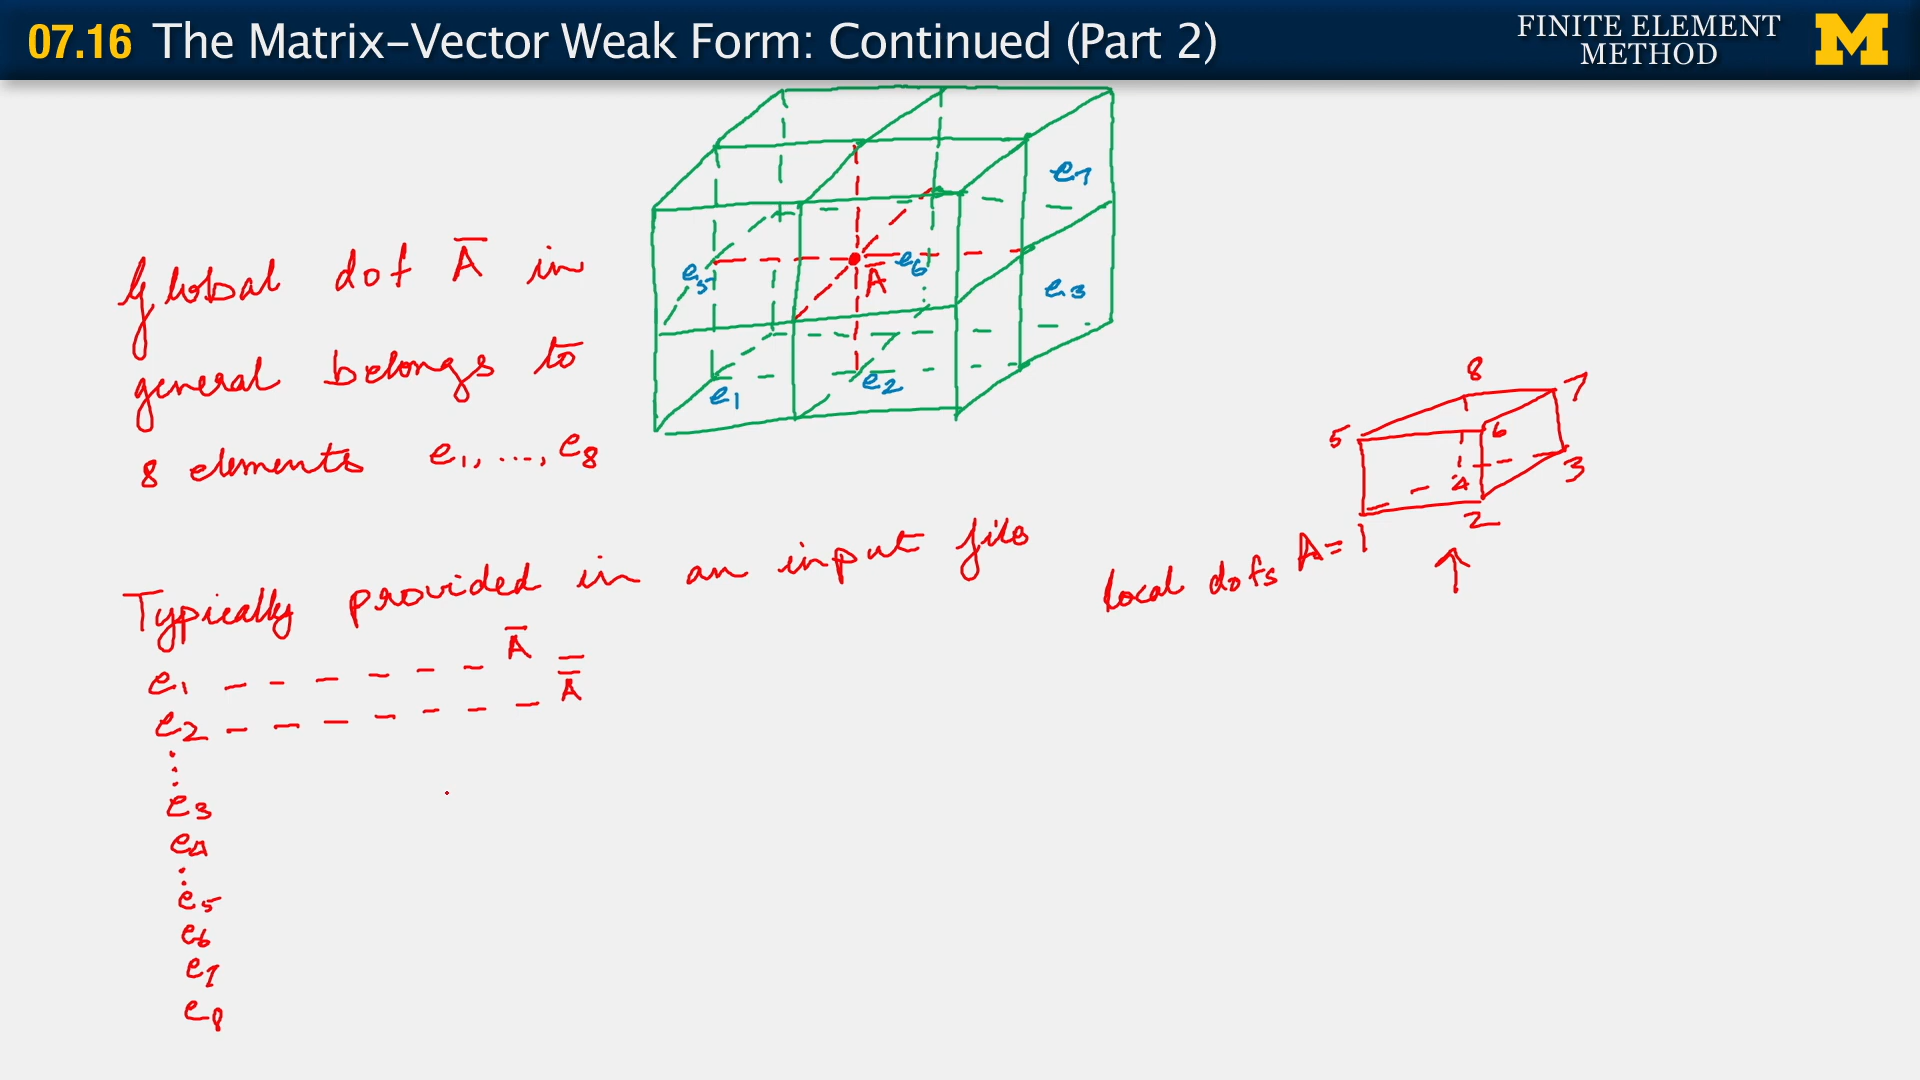 07.16 The Matrix–Vector Weak Form: Continued (Part 2)
FINITE ELEMENT
METHOD
M
e7
e5
e6
A̅
e3
e1
e2
Global dof A̅ in
general belongs to
8 elements e1, ..., e8
8
7
5
6
4
3
2
local dofs A = 1
Typically provided in an input file
e1 _ _ _ _ _ _ A̅ _
e2 _ _ _ _ _ _ _ A̅
e3
e4
e5
e6
e7
e8